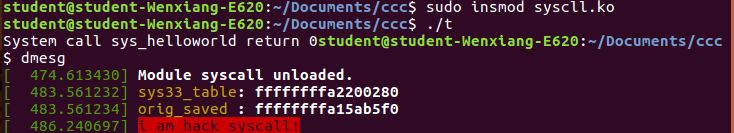 student@student-Wenxiang-E620:~/Documents/ccc$ sudo insmod syscll.ko
student@student-Wenxiang-E620:~/Documents/ccc$ ./t
System call sys_helloworld return 0student@student-Wenxiang-E620:~/Documents/ccc
$ dmesg
[  474.613430] Module syscall unloaded.
[  483.561232] sys33_table: ffffffffa2200280
[  483.561234] orig_saved : ffffffffa15ab5f0
[  486.240697] i am hack syscall!